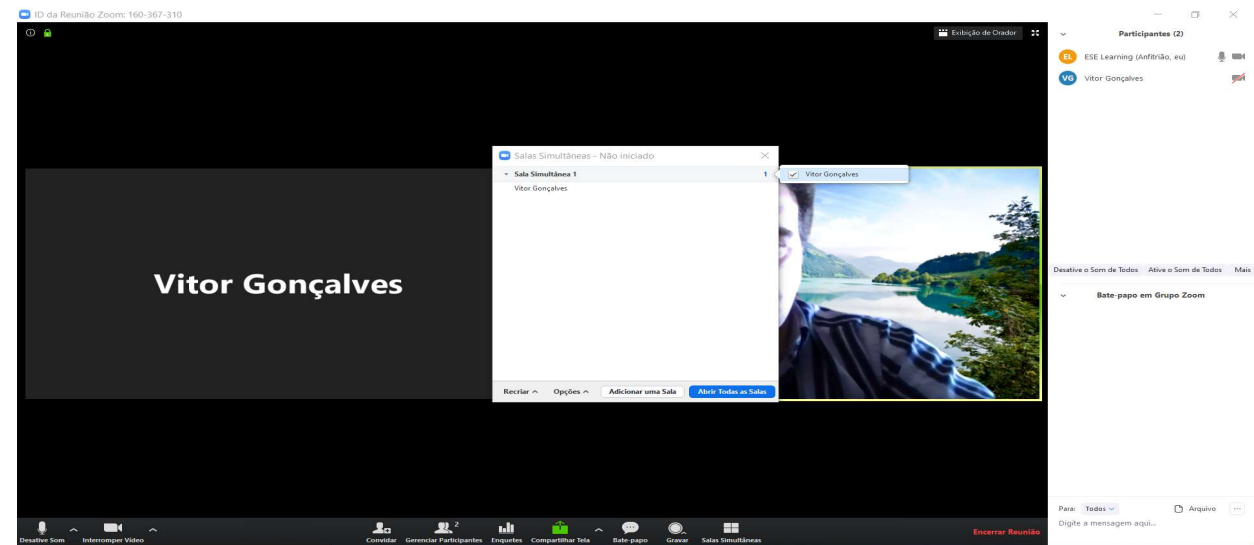 ID da Reunião Zoom: 160-367-310
Exibição de Orador
Participantes (2)
EL ESE Learning (Anfitrião, eu)
VG Vitor Gonçalves
Salas Simultâneas - Não iniciado
Sala Simultânea 1 1
Vitor Gonçalves
Vitor Gonçalves
Vitor Gonçalves
Recriar Opções Adicionar uma Sala Abrir Todas as Salas
Desative o Som de Todos Ative o Som de Todos Mais
Bate-papo em Grupo Zoom
Para: Todos Arquivo ...
Digite a mensagem aqui...
Desative Som Interromper Vídeo Convidar Gerenciar Participantes 2 Enquetes Compartilhar Tela Bate-papo Gravar Salas Simultâneas Encerrar Reunião